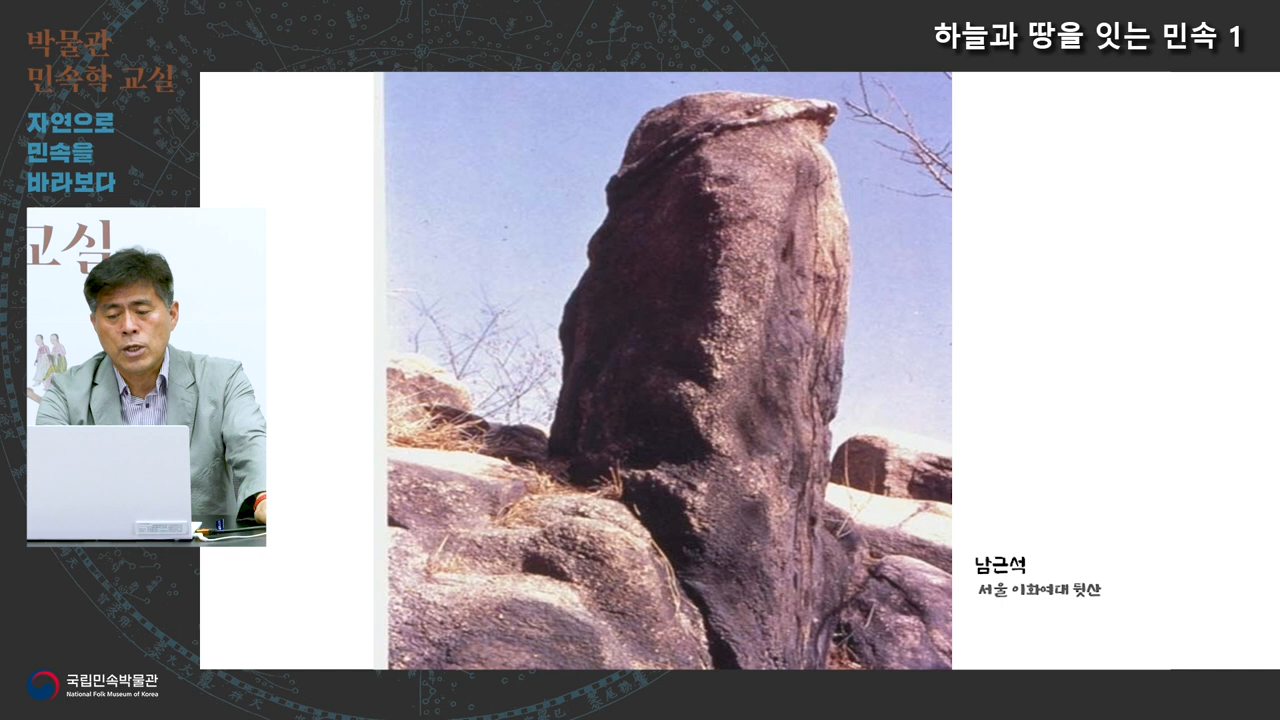 박물관
민속학 교실
자연으로
민속을
바라보다
하늘과 땅을 잇는 민속 1
교실
남근석
서울 이화여대 뒷산
국립민속박물관
National Folk Museum of Korea